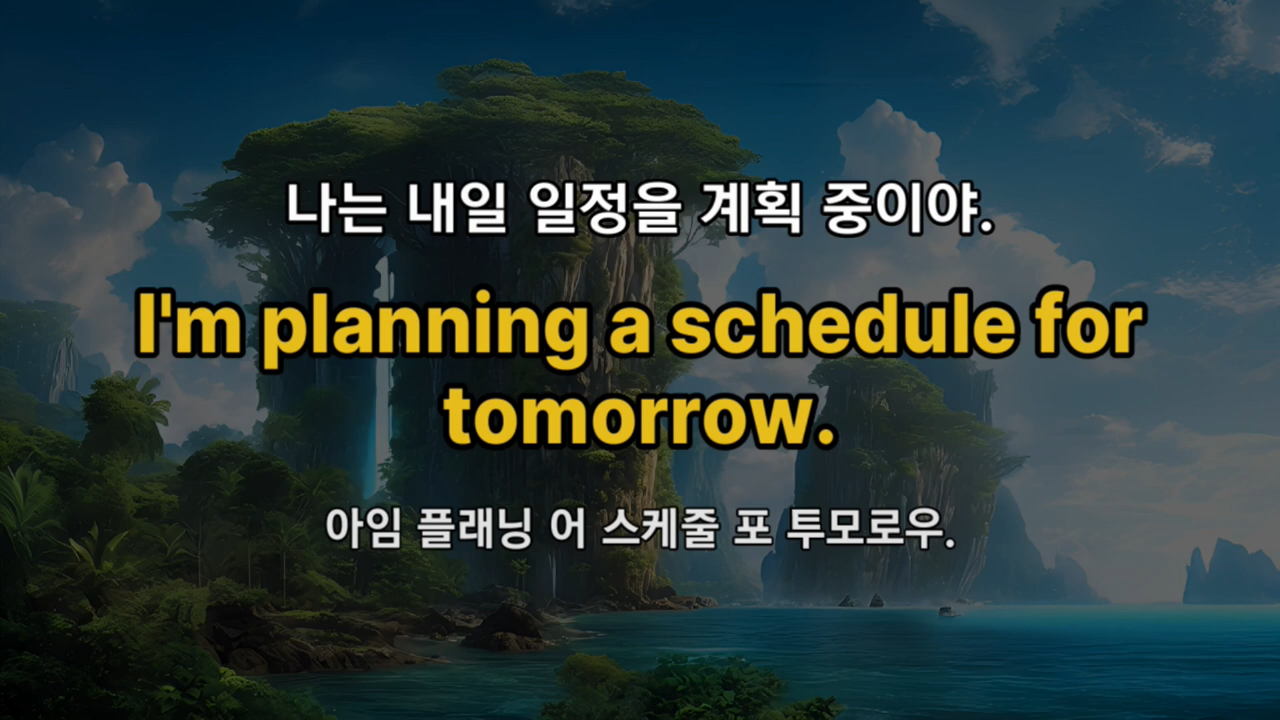 나는 내일 일정을 계획 중이야.
I'm planning a schedule for
tomorrow.
아임 플래닝 어 스케줄 포 투모로우.